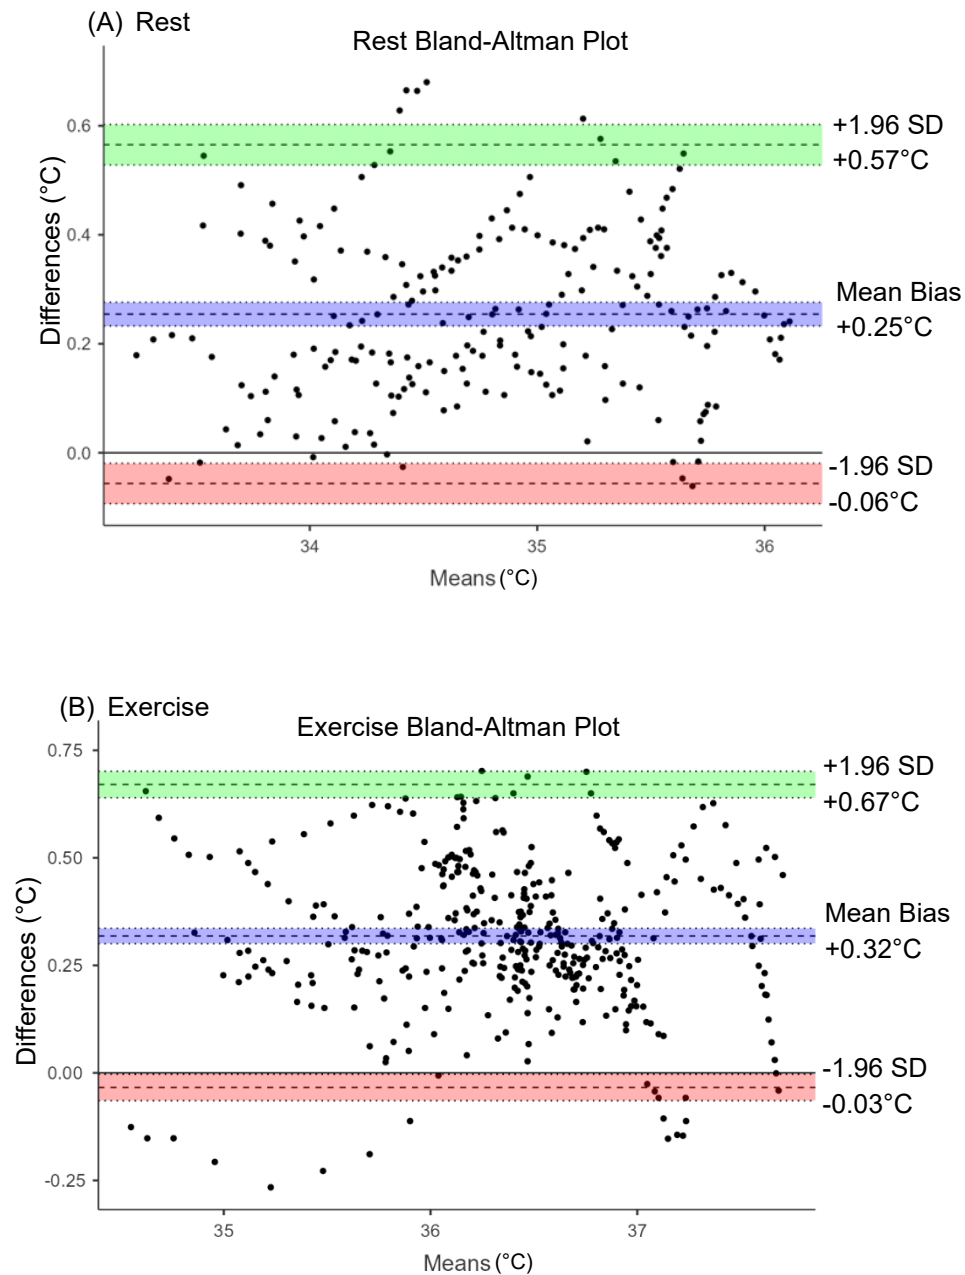 (A) Rest
Rest Bland-Altman Plot
Differences (°C)
0.6
0.4
0.2
0.0
+1.96 SD
+0.57°C
Mean Bias
+0.25°C
-1.96 SD
-0.06°C
34
35
36
Means (°C)
(B) Exercise
Exercise Bland-Altman Plot
Differences (°C)
0.75
0.50
0.25
0.00
-0.25
+1.96 SD
+0.67°C
Mean Bias
+0.32°C
-1.96 SD
-0.03°C
35
36
37
Means (°C)